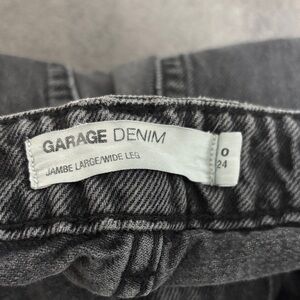 GARAGE DENIM
JAMBE LARGE/WIDE LEG
0
24